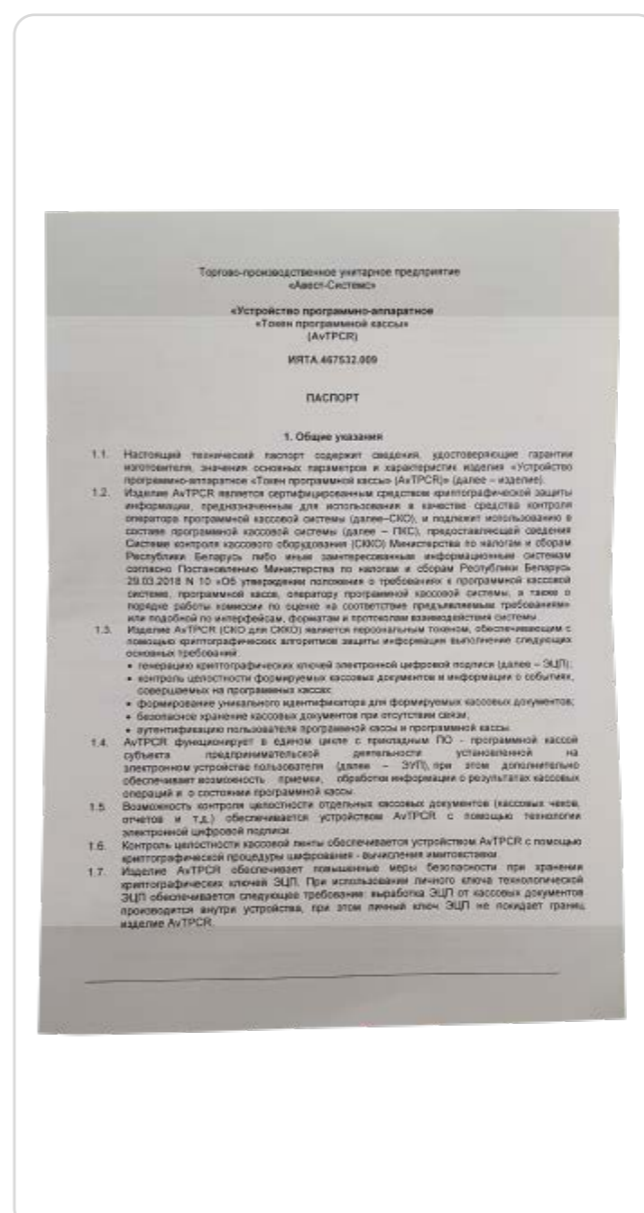 Торгово-производственное унитарное предприятие
«Авест-Системс»
«Устройство программно-аппаратное
«Токен программной кассы»
(AvTPCR)
ИЯТА.467532.009
ПАСПОРТ
1. Общие указания
1.1. Настоящий технический паспорт содержит сведения, удостоверяющие гарантии
изготовителя, значения основных параметров и характеристик изделия «Устройство
программно-аппаратное «Токен программной кассы» (AvTPCR)» (далее – изделие).
1.2. Изделие AvTPCR является сертифицированным средством криптографической защиты
информации, предназначенным для использования в качестве средства контроля
оператора программной кассовой системы (далее–СКО), и подлежит использованию в
составе программной кассовой системы (далее – ПКС), предоставляющей сведения
Системе контроля кассового оборудования (СККО) Министерства по налогам и сборам
Республики Беларусь либо иным заинтересованным информационным системам
согласно Постановлению Министерства по налогам и сборам Республики Беларусь
29.03.2018 N 10 «Об утверждении положения о требованиях к программной кассовой
системе, программной кассе, оператору программной кассовой системы, а также о
порядке работы комиссии по оценке на соответствие предъявляемым требованиям»
или подобной по интерфейсам, форматам и протоколам взаимодействия системы.
1.3. Изделие AvTPCR (СКО для СККО) является персональным токеном, обеспечивающим с
помощью криптографических алгоритмов защиты информации выполнение следующих
основных требований:
• генерацию криптографических ключей электронной цифровой подписи (далее – ЭЦП);
• контроль целостности формируемых кассовых документов и информации о событиях,
совершаемых на программных кассах;
• формирование уникального идентификатора для формируемых кассовых документов;
• безопасное хранение кассовых документов при отсутствии связи;
• аутентификацию пользователя программной кассы и программной кассы.
1.4. AvTPCR функционирует в едином цикле с прикладным ПО - программной кассой
субъекта предпринимательской деятельности установленной на
электронном устройстве пользователя (далее – ЭУП), при этом дополнительно
обеспечивает возможность приемки, обработки информации о результатах кассовых
операций и о состоянии программной кассы.
1.5. Возможность контроля целостности отдельных кассовых документов (кассовых чеков,
отчетов и т.д.) обеспечивается устройством AvTPCR с помощью технологии
электронной цифровой подписи.
1.6. Контроль целостности кассовой ленты обеспечивается устройством AvTPCR с помощью
криптографической процедуры шифрования - вычисления имитовставки.
1.7. Изделие AvTPCR обеспечивает повышенные меры безопасности при хранении
криптографических ключей ЭЦП. При использовании личного ключа технологической
ЭЦП обеспечивается следующее требование: выработка ЭЦП от кассовых документов
производится внутри устройства, при этом личный ключ ЭЦП не покидает границ
изделие AvTPCR.